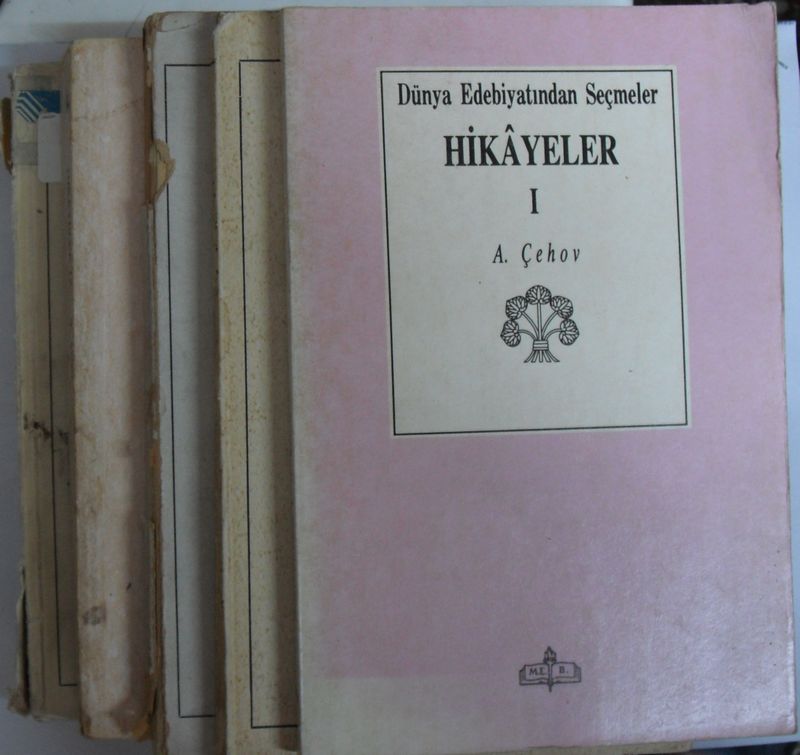 Dünya Edebiyatından Seçmeler
HİKÂYELER
I
A. Çehov
M.E. B.